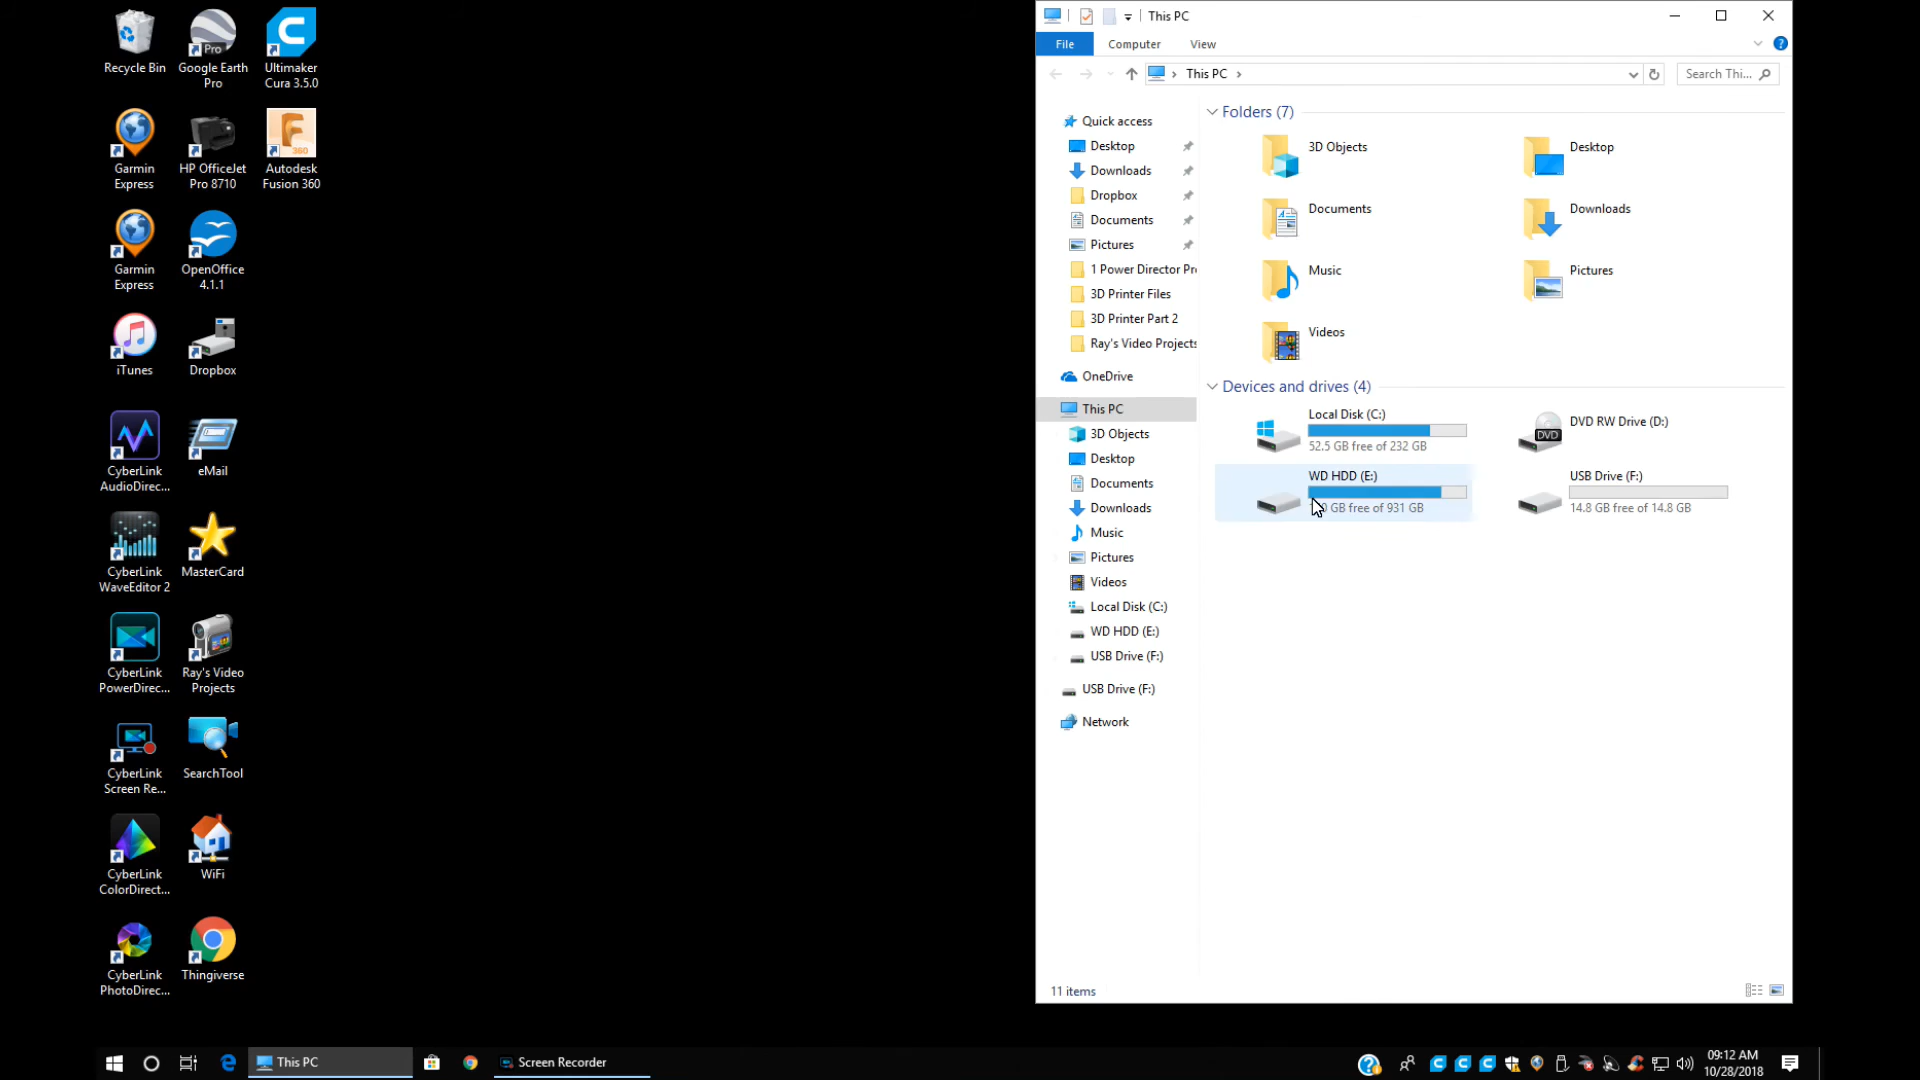 Recycle Bin
Google Earth
Pro
Ultimaker
Cura 3.5.0
Garmin
Express
HP OfficeJet
Pro 8710
Autodesk
Fusion 360
Garmin
Express
OpenOffice
4.1.1
iTunes
Dropbox
CyberLink
AudioDirec...
eMail
CyberLink
WaveEditor 2
MasterCard
CyberLink
PowerDirec...
Ray's Video
Projects
CyberLink
Screen Re...
SearchTool
CyberLink
ColorDirect...
WiFi
CyberLink
PhotoDirec...
Thingiverse
Pro
360
This PC
File
Computer
View
This PC
Search Thi...
Quick access
Desktop
Downloads
Dropbox
Documents
Pictures
1 Power Director Pr
3D Printer Files
3D Printer Part 2
Ray's Video Projects
OneDrive
This PC
3D Objects
Desktop
Documents
Downloads
Music
Pictures
Videos
Local Disk (C:)
WD HDD (E:)
USB Drive (F:)
USB Drive (F:)
Network
Folders (7)
3D Objects
Desktop
Documents
Downloads
Music
Pictures
Videos
Devices and drives (4)
Local Disk (C:)
52.5 GB free of 232 GB
DVD RW Drive (D:)
DVD
WD HDD (E:)
GB free of 931 GB
USB Drive (F:)
14.8 GB free of 14.8 GB
11 items
This PC
Screen Recorder
09:12 AM
10/28/2018